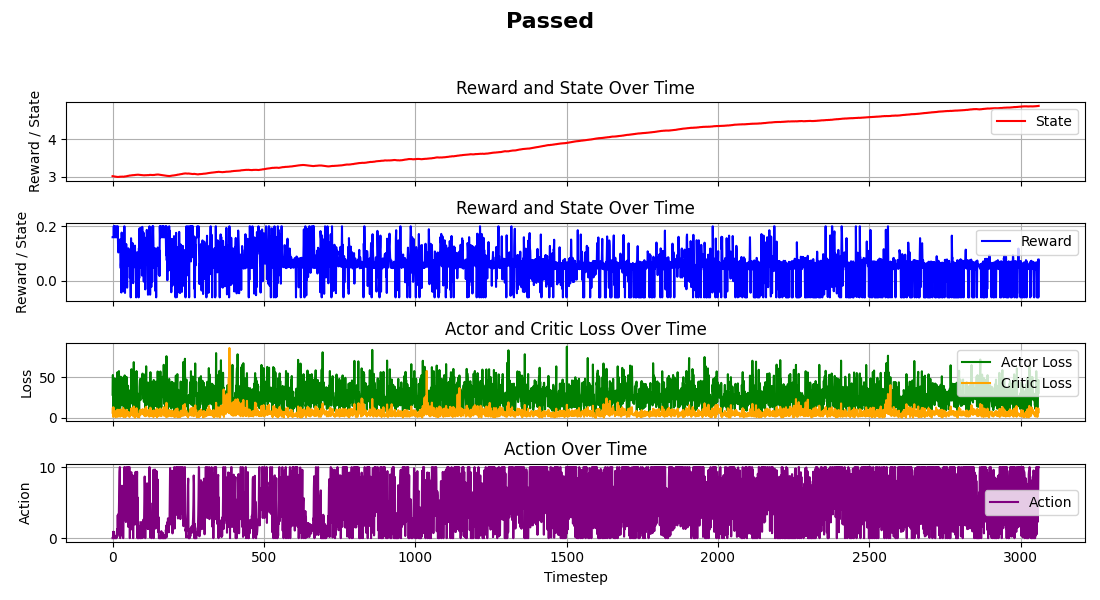 Passed
Reward and State Over Time
Reward / State
4
3
State
Reward and State Over Time
Reward / State
0.2
0.0
Reward
Actor and Critic Loss Over Time
Loss
50
0
Actor Loss
Critic Loss
Action Over Time
Action
10
0
Action
0 500 1000 1500 2000 2500 3000
Timestep